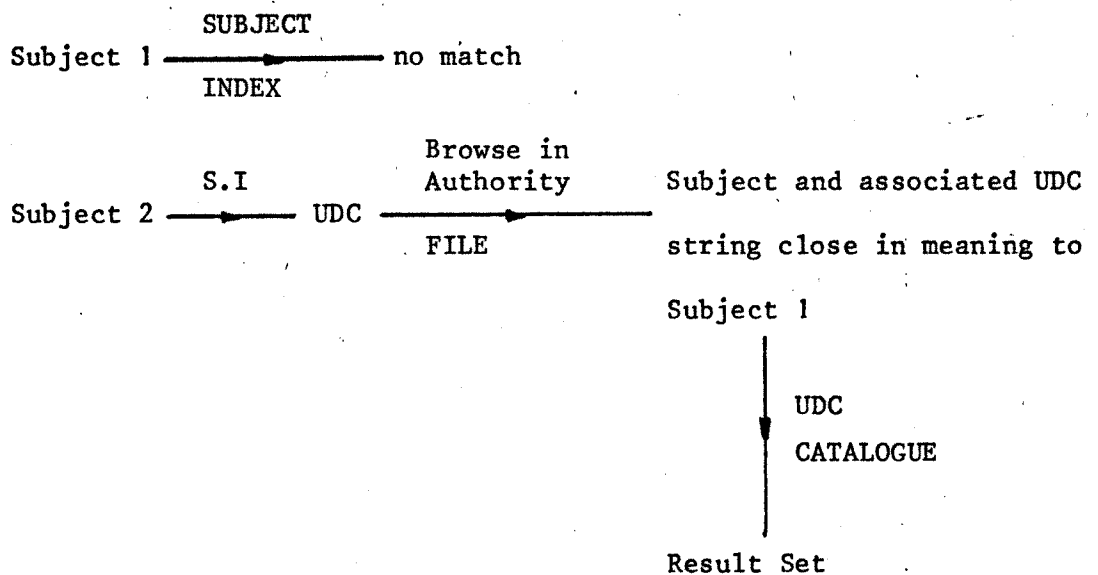 SUBJECT
Subject 1 no match
INDEX
Browse in
S.I Authority Subject and associated UDC
Subject 2 UDC
FILE string close in meaning to
Subject 1
UDC
CATALOGUE
Result Set